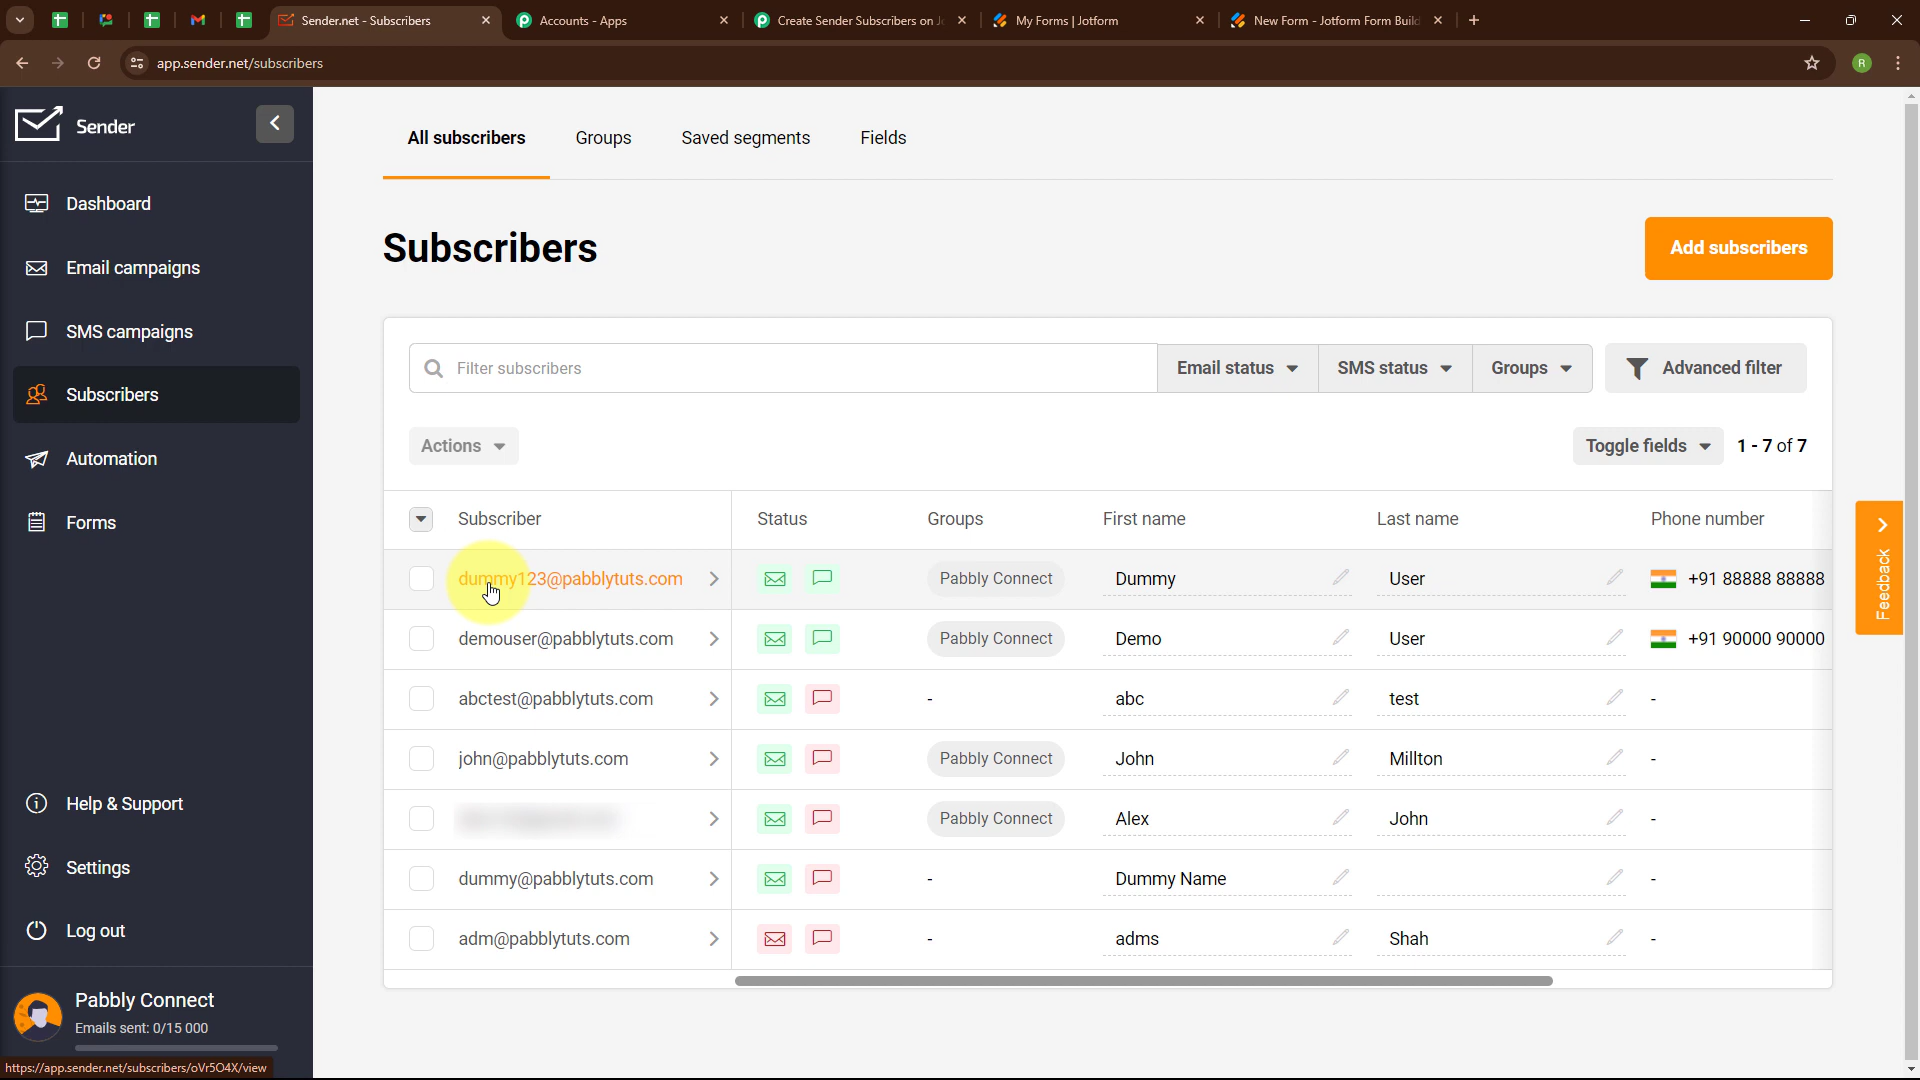 Sender.net - Subscribers
Accounts - Apps
Create Sender Subscribers on J
My Forms | Jotform
New Form - Jotform Form Build
app.sender.net/subscribers
R
Sender
Dashboard
Email campaigns
SMS campaigns
Subscribers
Automation
Forms
Help & Support
Settings
Log out
Pabbly Connect
Emails sent: 0/15 000
https://app.sender.net/subscribers/oVr5O4X/view
All subscribers Groups Saved segments Fields
Subscribers
Add subscribers
Filter subscribers Email status SMS status Groups Advanced filter
Actions Toggle fields 1 - 7 of 7
Subscriber Status Groups First name Last name Phone number
dummy123@pabblytuts.com Pabbly Connect Dummy User +91 88888 88888
demouser@pabblytuts.com Pabbly Connect Demo User +91 90000 90000
abctest@pabblytuts.com - abc test -
john@pabblytuts.com Pabbly Connect John Millton -
Pabbly Connect Alex John -
dummy@pabblytuts.com - Dummy Name -
adm@pabblytuts.com - adms Shah -
Feedback